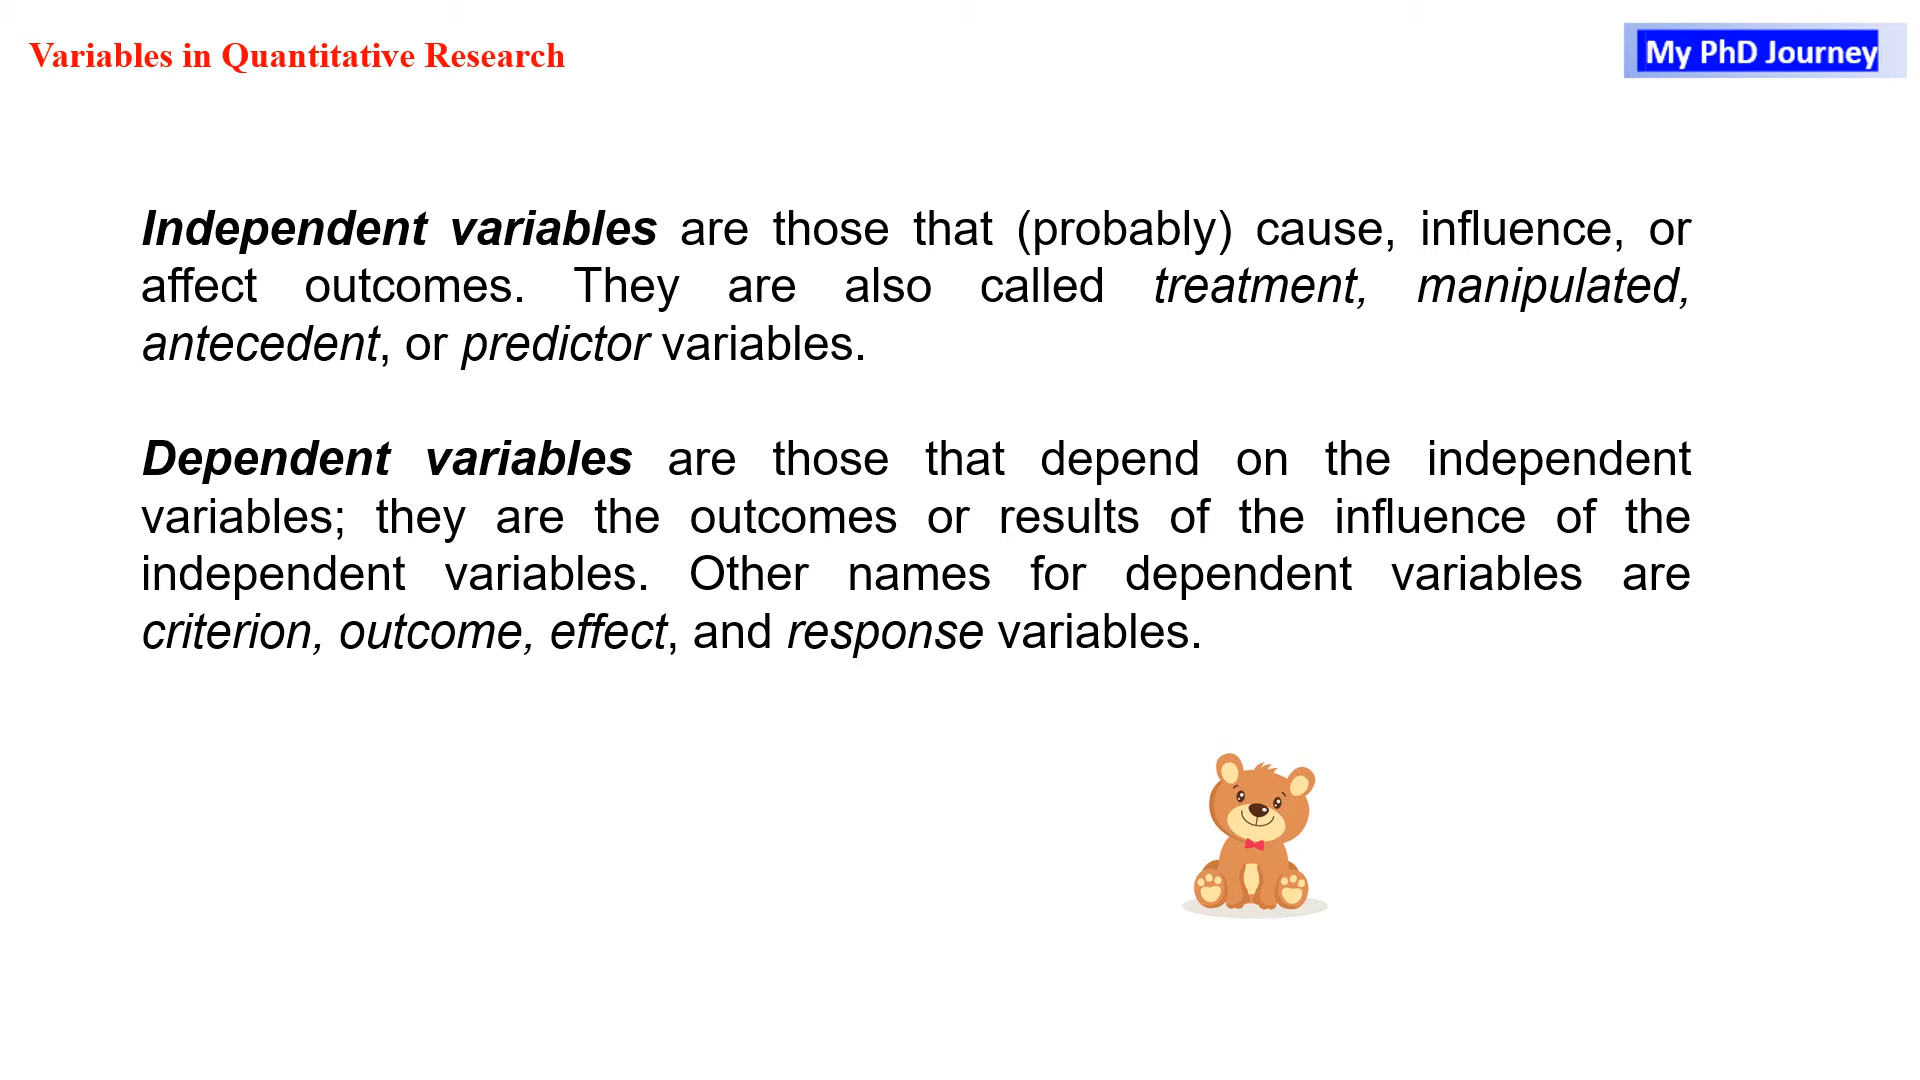 Variables in Quantitative Research
My PhD Journey
Independent variables are those that (probably) cause, influence, or
affect outcomes. They are also called treatment, manipulated,
antecedent, or predictor variables.
Dependent variables are those that depend on the independent
variables; they are the outcomes or results of the influence of the
independent variables. Other names for dependent variables are
criterion, outcome, effect, and response variables.